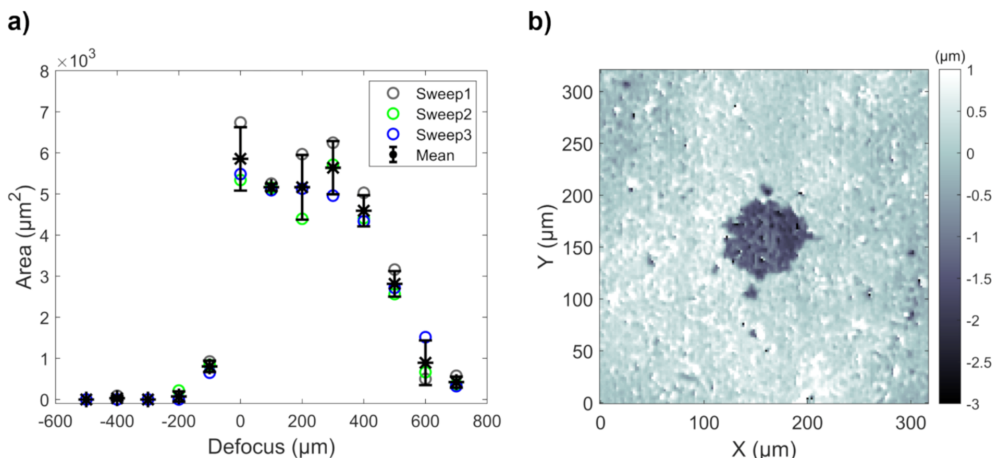 a)
×10³
8
7
6
5
4
3
2
1
0
Area (µm²)
-600 -400 -200 0 200 400 600 800
Defocus (µm)
Sweep1
Sweep2
Sweep3
Mean
b)
(µm)
300
250
200
150
100
50
0
Y (µm)
0 100 200 300
X (µm)
1
0.5
0
-0.5
-1
-1.5
-2
-2.5
-3